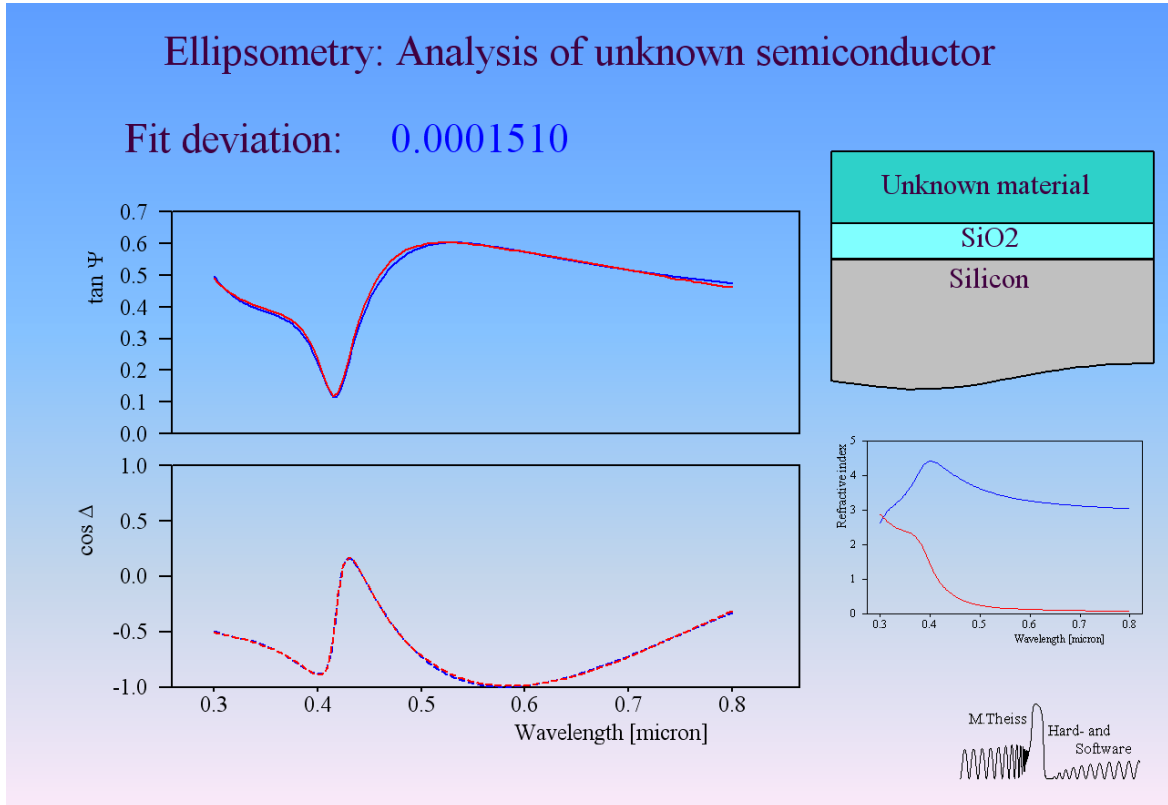 Ellipsometry: Analysis of unknown semiconductor
Fit deviation: 0.0001510
Unknown material
SiO2
Silicon
tan Ψ
0.7
0.6
0.5
0.4
0.3
0.2
0.1
0.0
cos Δ
1.0
0.5
0.0
-0.5
-1.0
0.3 0.4 0.5 0.6 0.7 0.8
Wavelength [micron]
Refractive index
5
4
3
2
1
0
0.3 0.4 0.5 0.6 0.7 0.8
Wavelength [micron]
M.Theiss
Hard- and
Software